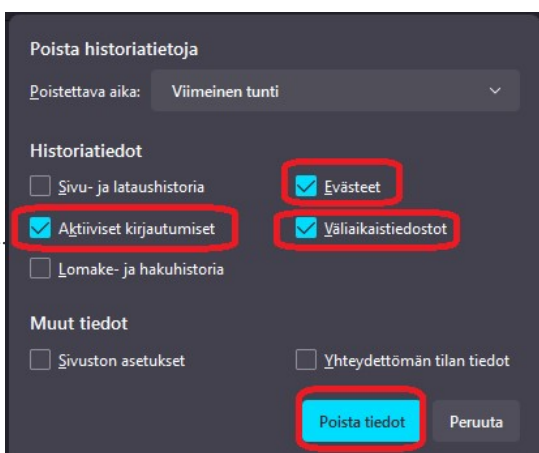 Poista historiatietoja
Poistettava aika: Viimeinen tunti
Historiatiedot
Sivu- ja lataushistoria
Evästeet
Aktiiviset kirjautumiset
Väliaikaistiedostot
Lomake- ja hakuhistoria
Muut tiedot
Sivuston asetukset
Yhteydettömän tilan tiedot
Poista tiedot
Peruuta